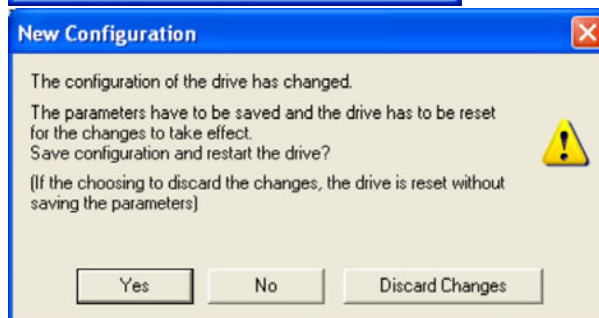 New Configuration
The configuration of the drive has changed.
The parameters have to be saved and the drive has to be reset
for the changes to take effect.
Save configuration and restart the drive?
(If the choosing to discard the changes, the drive is reset without
saving the parameters)
Yes No Discard Changes